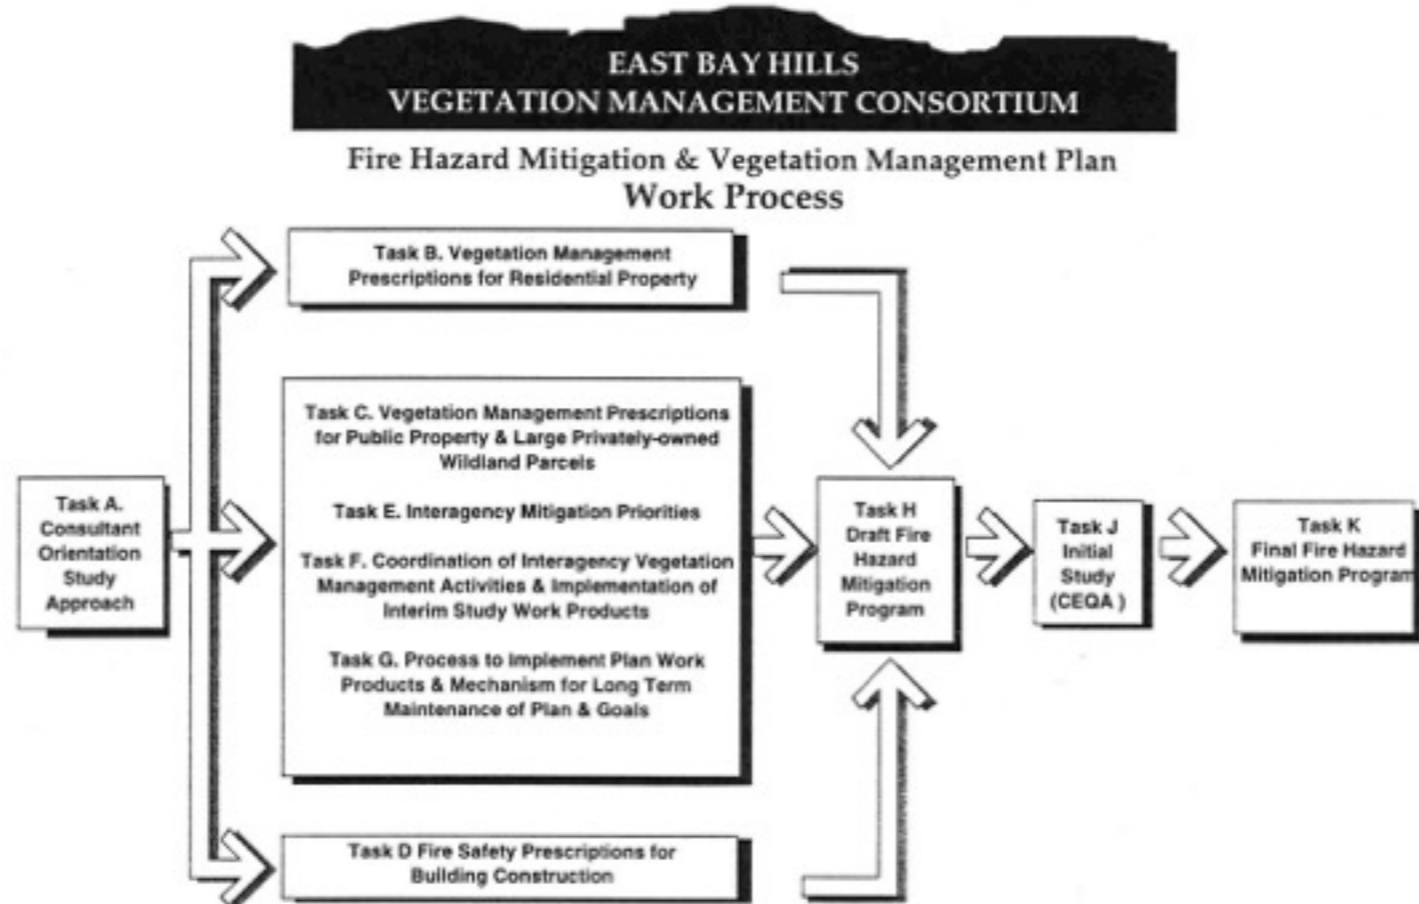 EAST BAY HILLS
VEGETATION MANAGEMENT CONSORTIUM
Fire Hazard Mitigation & Vegetation Management Plan
Work Process
Task B. Vegetation Management
Prescriptions for Residential Property
Task A.
Consultant
Orientation
Study
Approach
Task C. Vegetation Management Prescriptions
for Public Property & Large Privately-owned
Wildland Parcels
Task E. Interagency Mitigation Priorities
Task F. Coordination of Interagency Vegetation
Management Activities & Implementation of
Interim Study Work Products
Task G. Process to Implement Plan Work
Products & Mechanism for Long Term
Maintenance of Plan & Goals
Task D Fire Safety Prescriptions for
Building Construction
Task H
Draft Fire
Hazard
Mitigation
Program
Task J
Initial
Study
(CEQA )
Task K
Final Fire Hazard
Mitigation Program